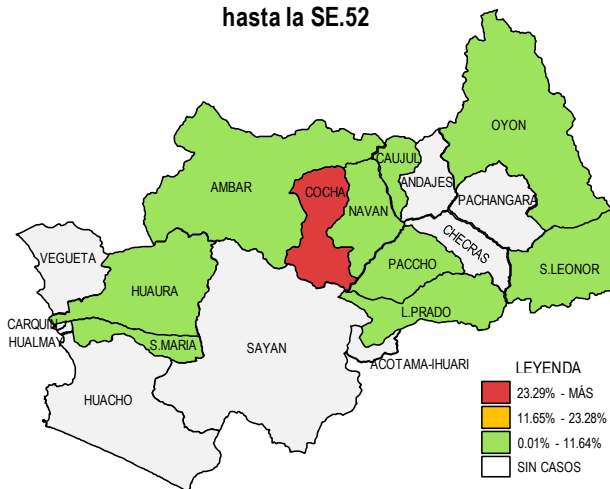 hasta la SE.52
OYON
CAUJUL
ANDAJES
AMBAR
COCHA
PACHANGARA
NAVAN
CHECRAS
VEGUETA
PACCHO
S.LEONOR
HUAURA
L.PRADO
CARQUIN
HUALMAY
S.MARIA
SAYAN
ACOTAMA-IHUARI
HUACHO
LEYENDA
23.29% - MÁS
11.65% - 23.28%
0.01% - 11.64%
SIN CASOS